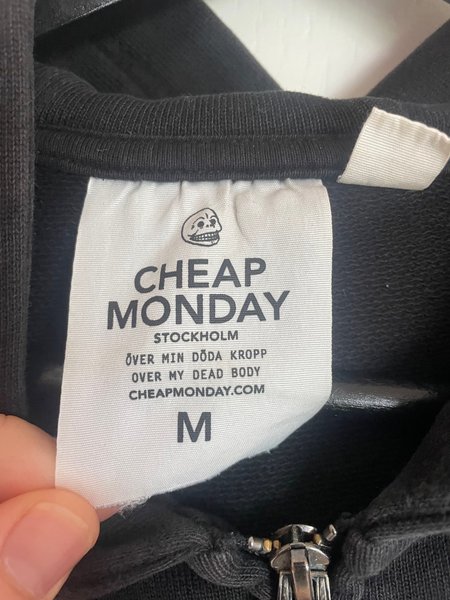 CHEAP
MONDAY
STOCKHOLM
ÖVER MIN DÖDA KROPP
OVER MY DEAD BODY
CHEAPMONDAY.COM
M